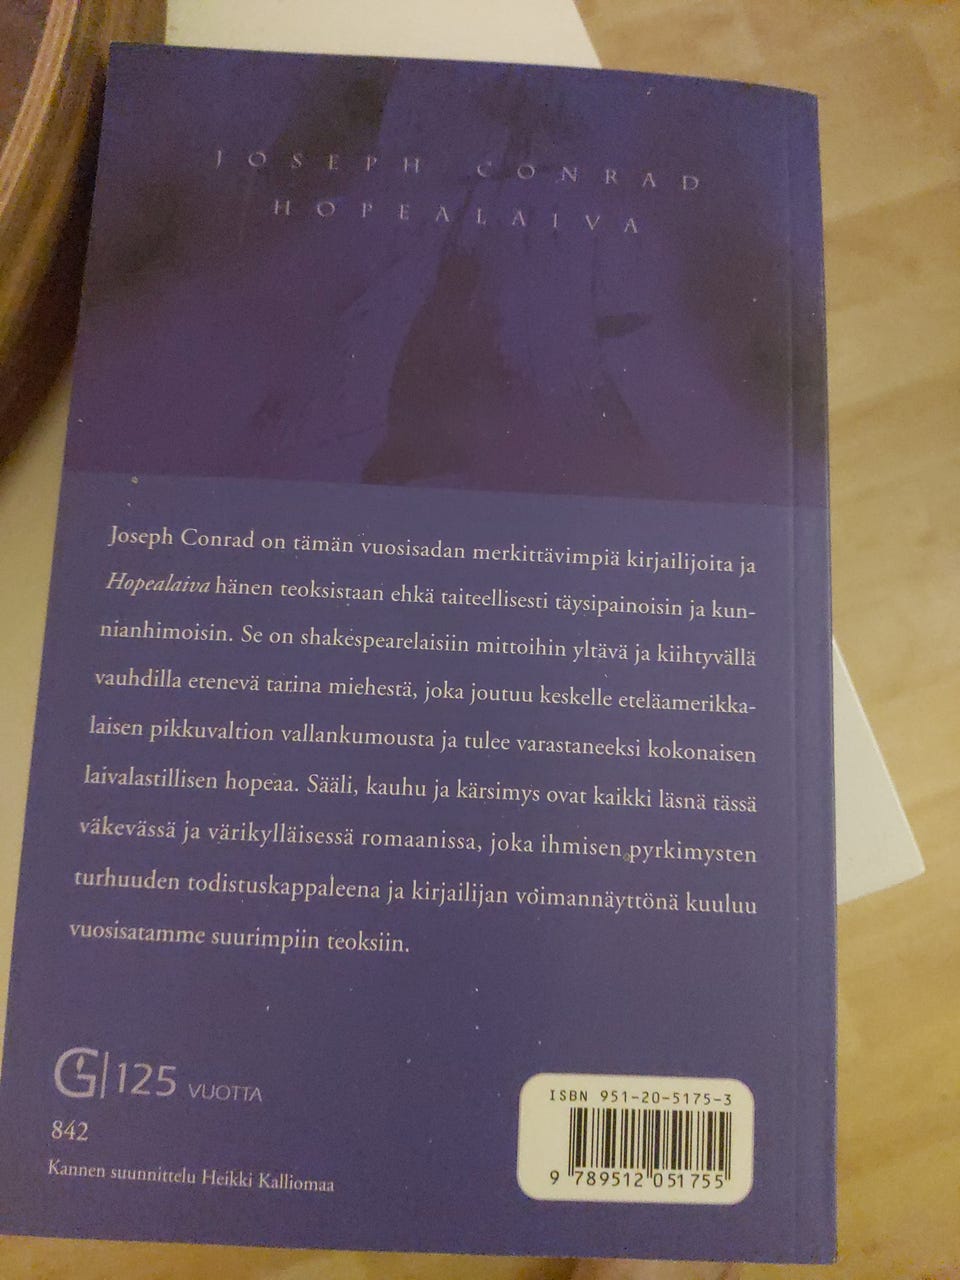 JOSEPH CONRAD
HOPEALAIVA
Joseph Conrad on tämän vuosisadan merkittävimpiä kirjailijoita ja
Hopealaiva hänen teoksistaan ehkä taiteellisesti täysipainoisin ja kun-
nianhimoisin. Se on shakespearelaisiin mittoihin yltävä ja kiihtyvällä
vauhdilla etenevä tarina miehestä, joka joutuu keskelle eteläamerikka-
laisen pikkuvaltion vallankumousta ja tulee varastaneeksi kokonaisen
laivalastillisen hopeaa. Sääli, kauhu ja kärsimys ovat kaikki läsnä tässä
väkevässä ja värikylläisessä romaanissa, joka ihmisen pyrkimysten
turhuuden todistuskappaleena ja kirjailijan voimannäyttönä kuuluu
vuosisatamme suurimpiin teoksiin.
G|125 VUOTTA
842
Kannen suunnittelu Heikki Kalliomaa
ISBN 951-20-5175-3
9 789512 051755